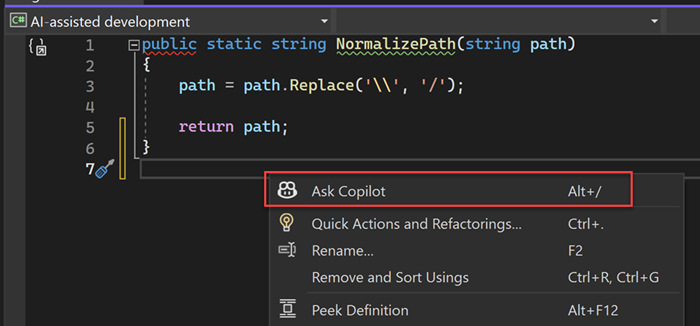 C# AI-assisted development
1 public static string NormalizePath(string path)
2 {
3 path = path.Replace('\\', '/');
4
5 return path;
6 }
7
Ask Copilot Alt+/
Quick Actions and Refactorings... Ctrl+.
Rename... F2
Remove and Sort Usings Ctrl+R, Ctrl+G
Peek Definition Alt+F12